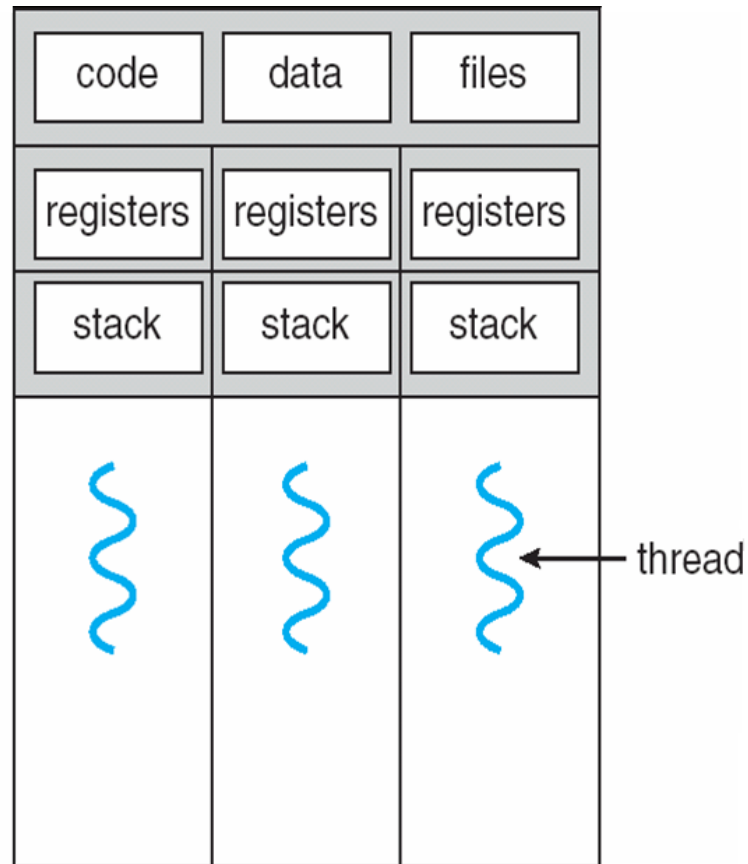 code data files
registers registers registers
stack stack stack
thread